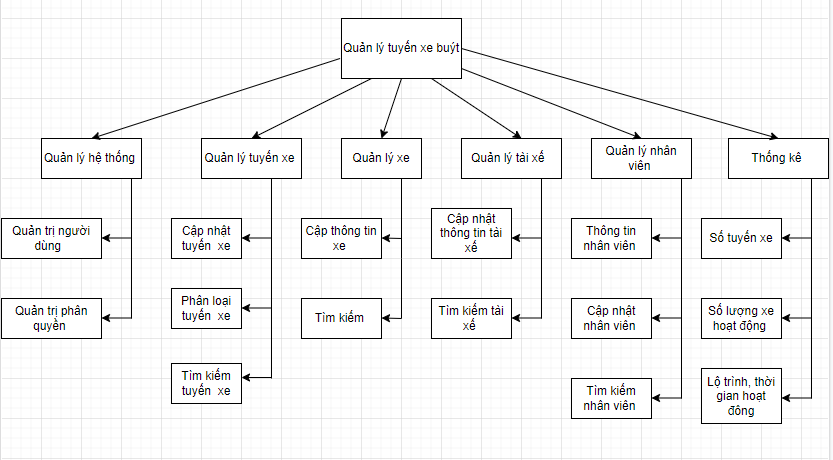 Quản lý tuyến xe buýt
Quản lý hệ thống
Quản lý tuyến xe
Quản lý xe
Quản lý tài xế
Quản lý nhân
viên
Thống kê
Quản trị người
dùng
Quản trị phân
quyền
Cập nhật
tuyến xe
Phân loại
tuyến xe
Tìm kiếm
tuyến xe
Cập thông tin
xe
Tìm kiếm
Cập nhật
thông tin tài
xế
Tìm kiếm tài
xế
Thông tin
nhân viên
Cập nhật
nhân viên
Tìm kiếm
nhân viên
Số tuyến xe
Số lượng xe
hoạt động
Lộ trình, thời
gian hoạt
đông